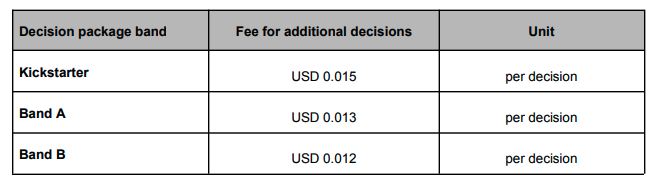 Decision package band Fee for additional decisions Unit
Kickstarter USD 0.015 per decision
Band A USD 0.013 per decision
Band B USD 0.012 per decision